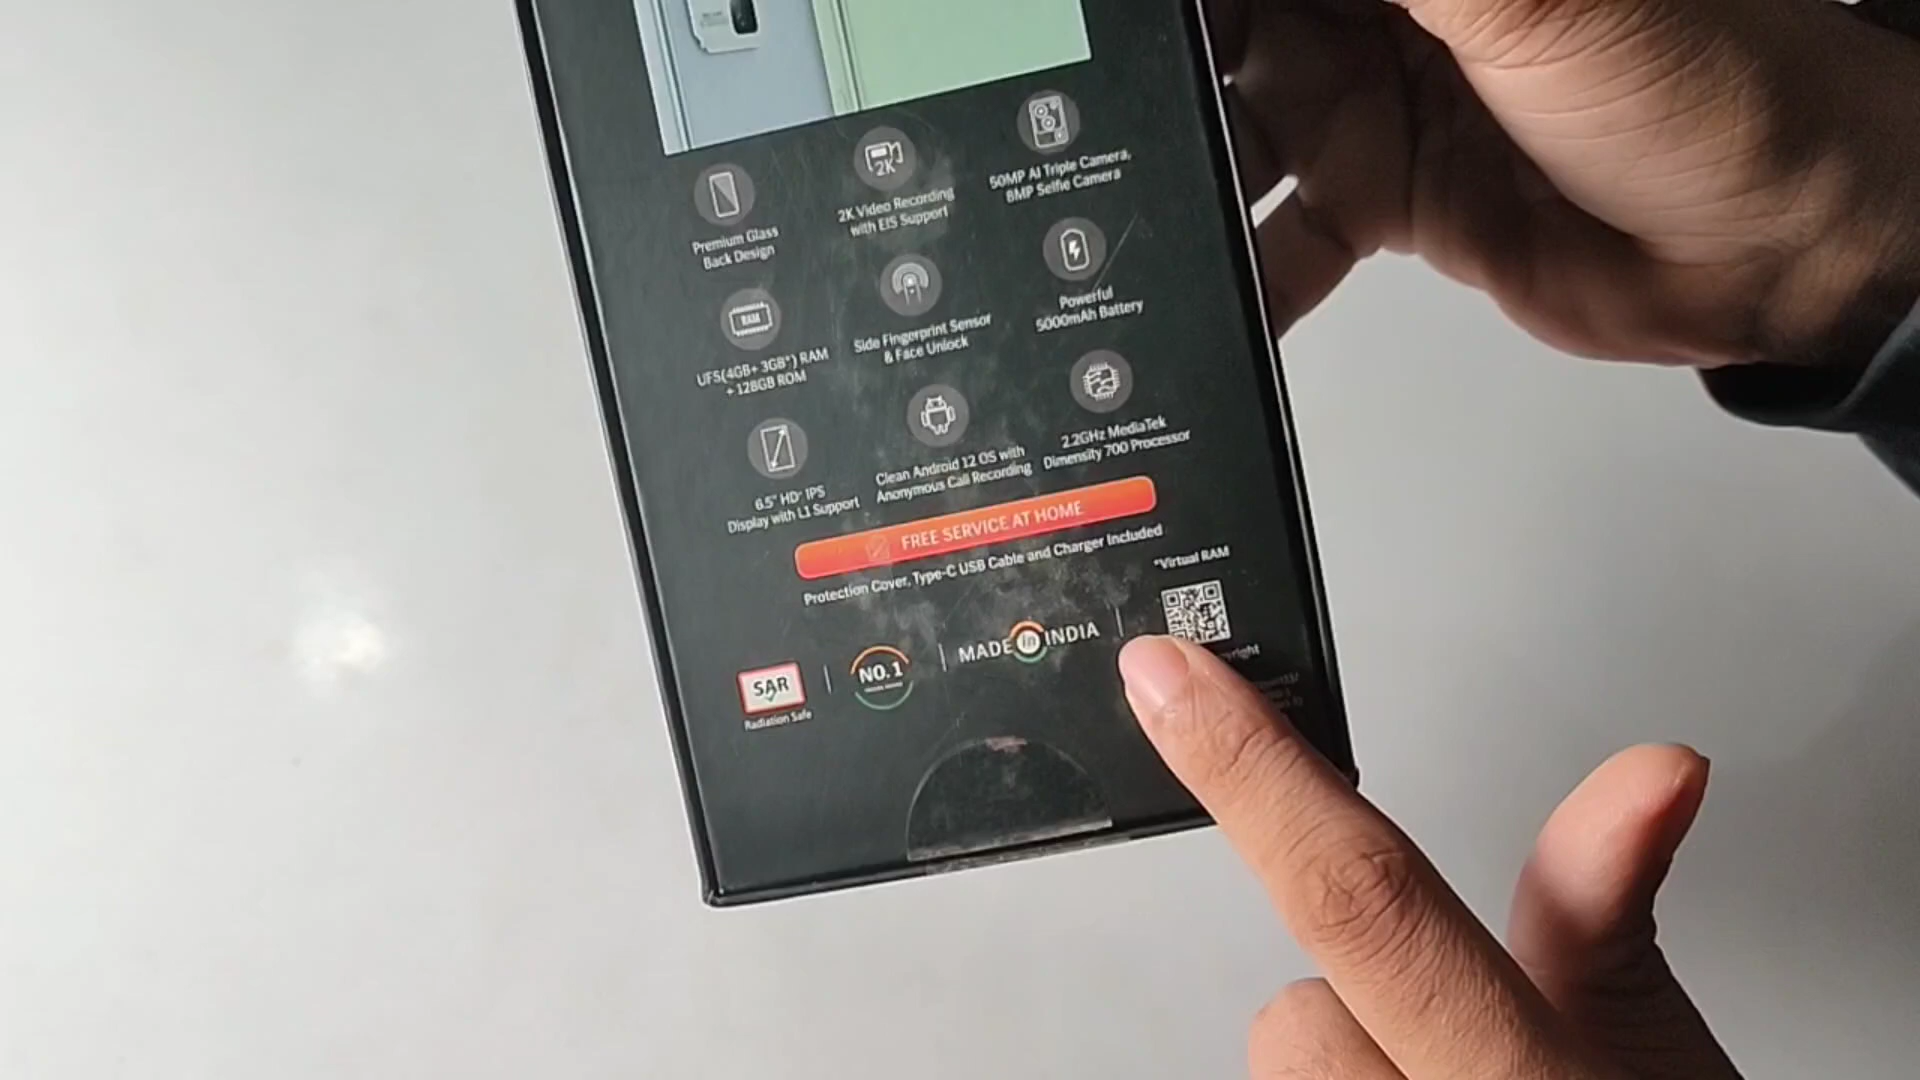 2K
50MP AI Triple Camera,
8MP Selfie Camera
2K Video Recording
with EIS Support
Premium Glass
Back Design
RAM
UFS(4GB+ 3GB*) RAM
+ 128GB ROM
Side Fingerprint Sensor
& Face Unlock
Powerful
5000mAh Battery
6.5" HD+ IPS
Display with L1 Support
Clean Android 12 OS with
Anonymous Call Recording
2.2GHz MediaTek
Dimensity 700 Processor
FREE SERVICE AT HOME
Protection Cover, Type-C USB Cable and Charger Included
*Virtual RAM
SAR
Radiation Safe
NO. 1
MADE in INDIA